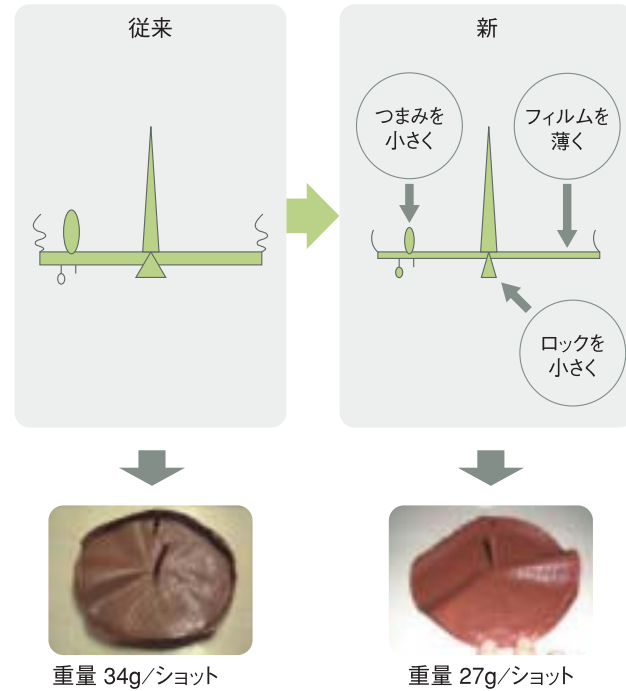 従来
新
つまみを
小さく
フィルムを
薄く
ロックを
小さく
重量 34g/ショット
重量 27g/ショット